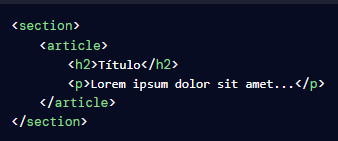 <section>
<article>
<h2>Título</h2>
<p>Lorem ipsum dolor sit amet...</p>
</article>
</section>